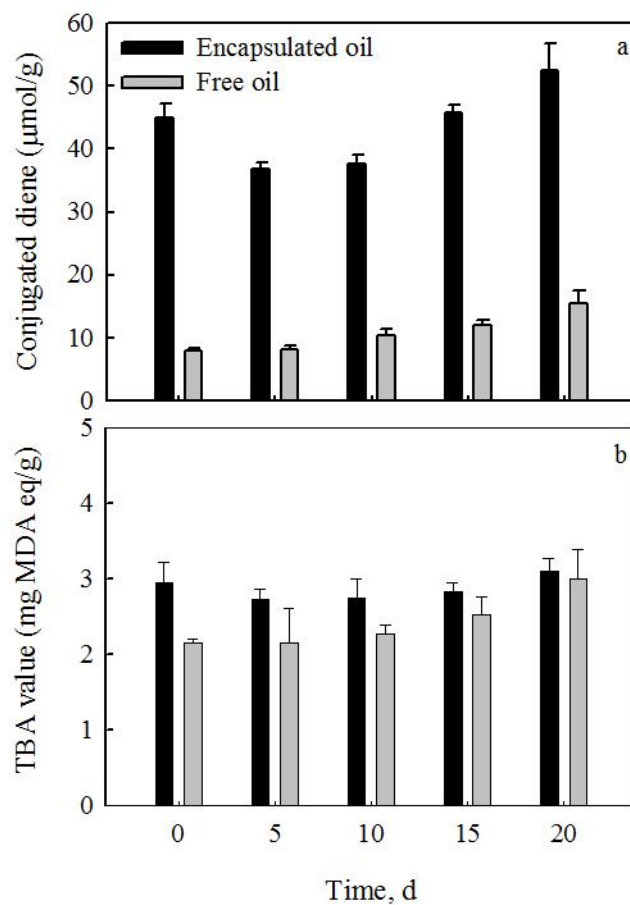 60
50
40
30
20
10
0
Conjugated diene (μmol/g)
Encapsulated oil
Free oil
a
5
4
3
2
1
0
TBA value (mg MDA eq/g)
b
0 5 10 15 20
Time, d